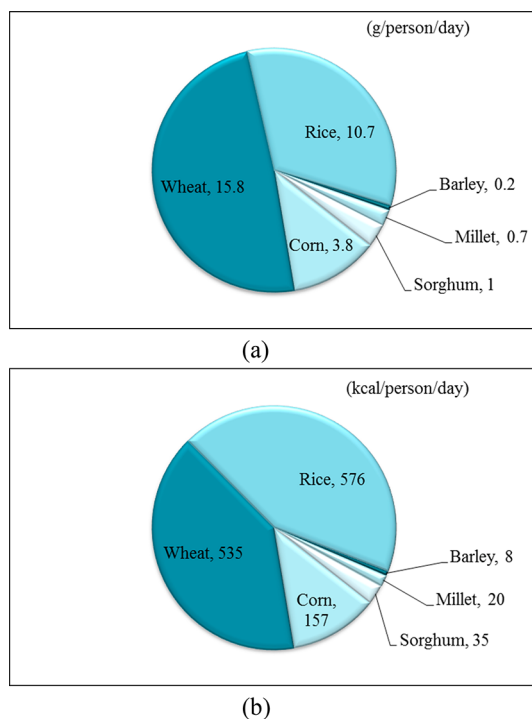 (g/person/day)
Rice, 10.7
Wheat, 15.8
Barley, 0.2
Millet, 0.7
Corn, 3.8
Sorghum, 1
(a)
(kcal/person/day)
Rice, 576
Wheat, 535
Barley, 8
Millet, 20
Corn,
157
Sorghum, 35
(b)